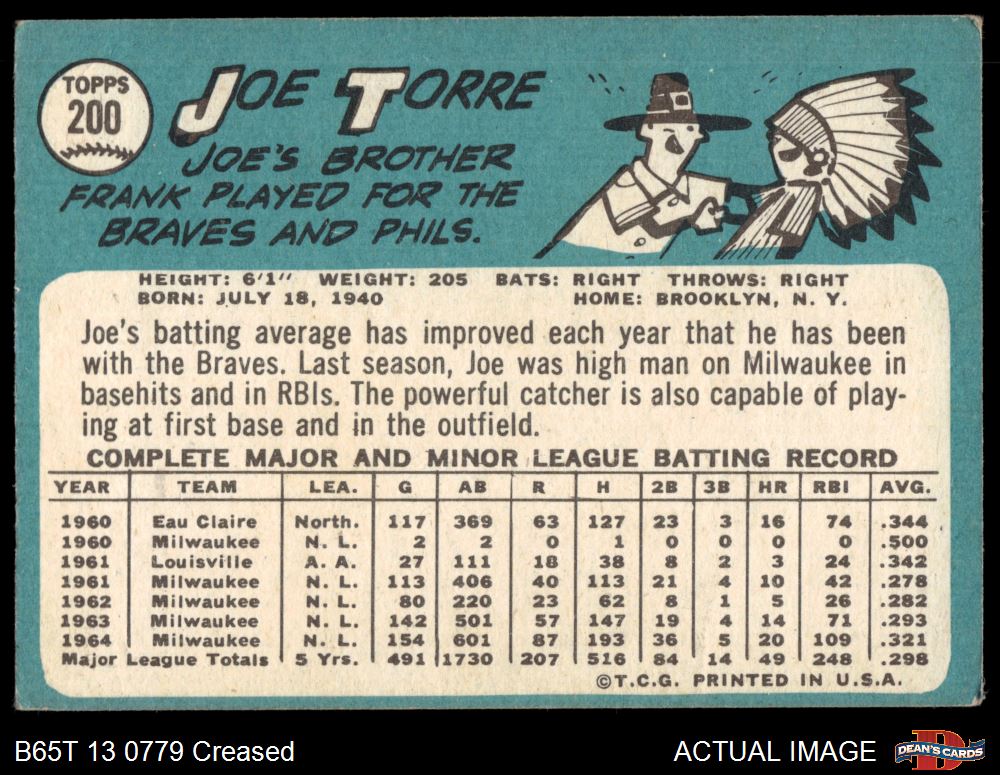 TOPPS
200
JOE TORRE
JOE'S BROTHER
FRANK PLAYED FOR THE
BRAVES AND PHILS.
HEIGHT: 6'1" WEIGHT: 205 BATS: RIGHT THROWS: RIGHT
BORN: JULY 18, 1940 HOME: BROOKLYN, N. Y.
Joe's batting average has improved each year that he has been
with the Braves. Last season, Joe was high man on Milwaukee in
basehits and in RBIs. The powerful catcher is also capable of play-
ing at first base and in the outfield.
COMPLETE MAJOR AND MINOR LEAGUE BATTING RECORD
YEAR TEAM LEA. G AB R H 2B 3B HR RBI AVG.
1960 Eau Claire North. 117 369 63 127 23 3 16 74 .344
1960 Milwaukee N. L. 2 2 0 1 0 0 0 0 .500
1961 Louisville A. A. 27 111 18 38 8 2 3 24 .342
1961 Milwaukee N. L. 113 406 40 113 21 4 10 42 .278
1962 Milwaukee N. L. 80 220 23 62 8 1 5 26 .282
1963 Milwaukee N. L. 142 501 57 147 19 4 14 71 .293
1964 Milwaukee N. L. 154 601 87 193 36 5 20 109 .321
Major League Totals 5 Yrs. 491 1730 207 516 84 14 49 248 .298
©T.C.G. PRINTED IN U.S.A.
B65T 13 0779 Creased ACTUAL IMAGE DEAN'S CARDS